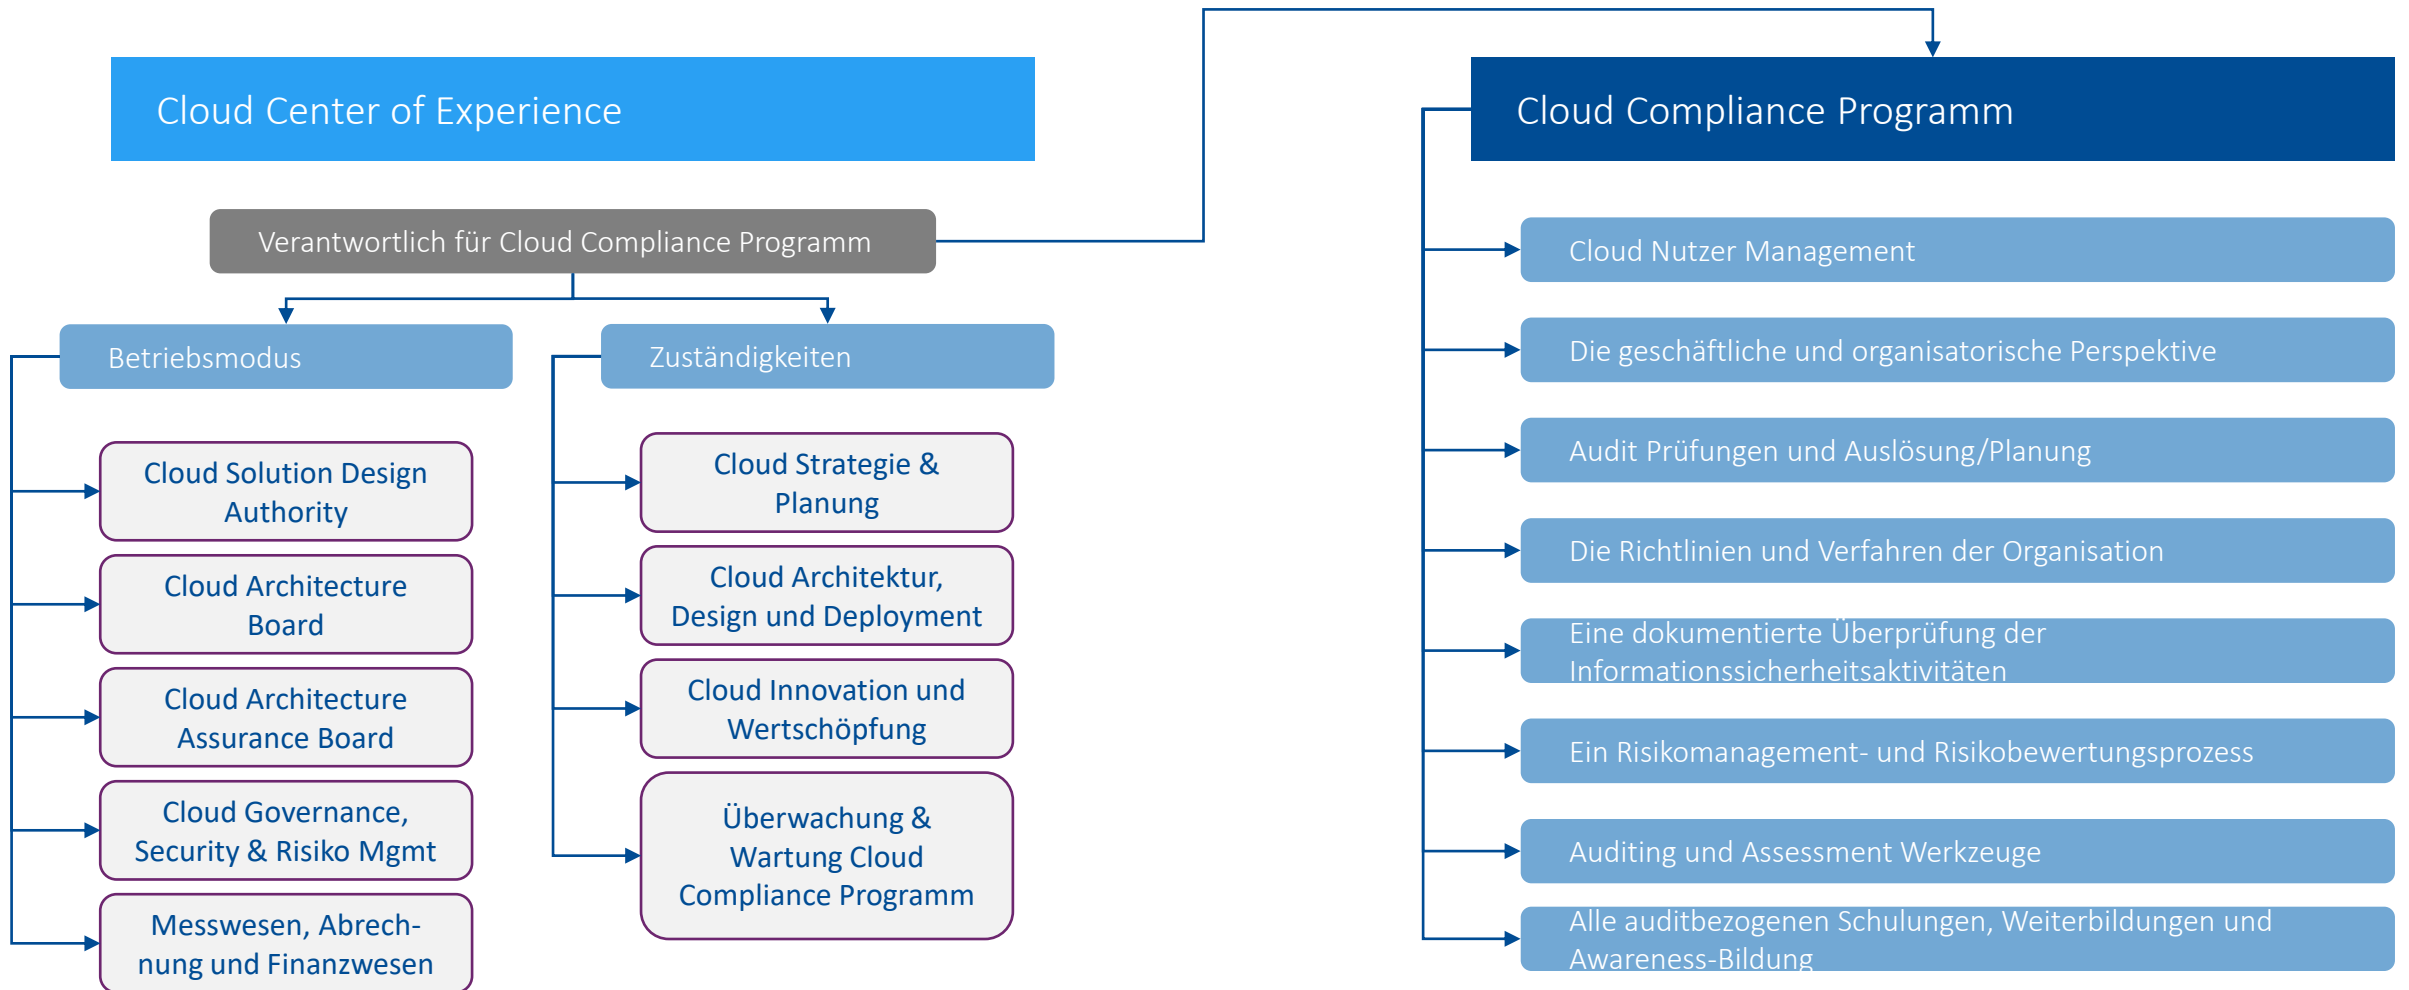 Cloud Center of Experience
Verantwortlich für Cloud Compliance Programm
Betriebsmodus
Cloud Solution Design
Authority
Cloud Architecture
Board
Cloud Architecture
Assurance Board
Cloud Governance,
Security & Risiko Mgmt
Messwesen, Abrech-
nung und Finanzwesen
Zuständigkeiten
Cloud Strategie &
Planung
Cloud Architektur,
Design und Deployment
Cloud Innovation und
Wertschöpfung
Überwachung &
Wartung Cloud
Compliance Programm
Cloud Compliance Programm
Cloud Nutzer Management
Die geschäftliche und organisatorische Perspektive
Audit Prüfungen und Auslösung/Planung
Die Richtlinien und Verfahren der Organisation
Eine dokumentierte Überprüfung der
Informationssicherheitsaktivitäten
Ein Risikomanagement- und Risikobewertungsprozess
Auditing und Assessment Werkzeuge
Alle auditbezogenen Schulungen, Weiterbildungen und
Awareness-Bildung